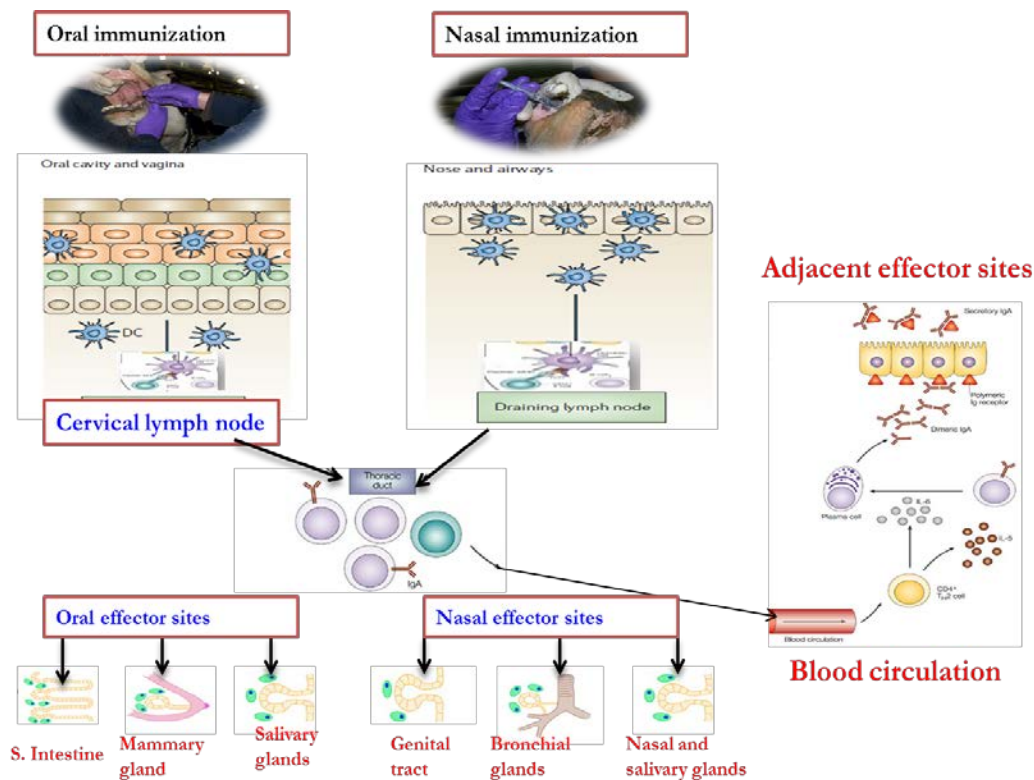 Oral immunization
Nasal immunization
Oral cavity and vagina
Nose and airways
DC
Cervical lymph node
Draining lymph node
Thoracic
duct
IgA
Adjacent effector sites
Secretory IgA
Polymeric
Ig receptor
Dimeric IgA
Plasma cell
IL-6
IL-5
CD4+
TH2 cell
Blood circulation
Blood circulation
Oral effector sites
Nasal effector sites
S. Intestine
Mammary
gland
Salivary
glands
Genital
tract
Bronchial
glands
Nasal and
salivary glands